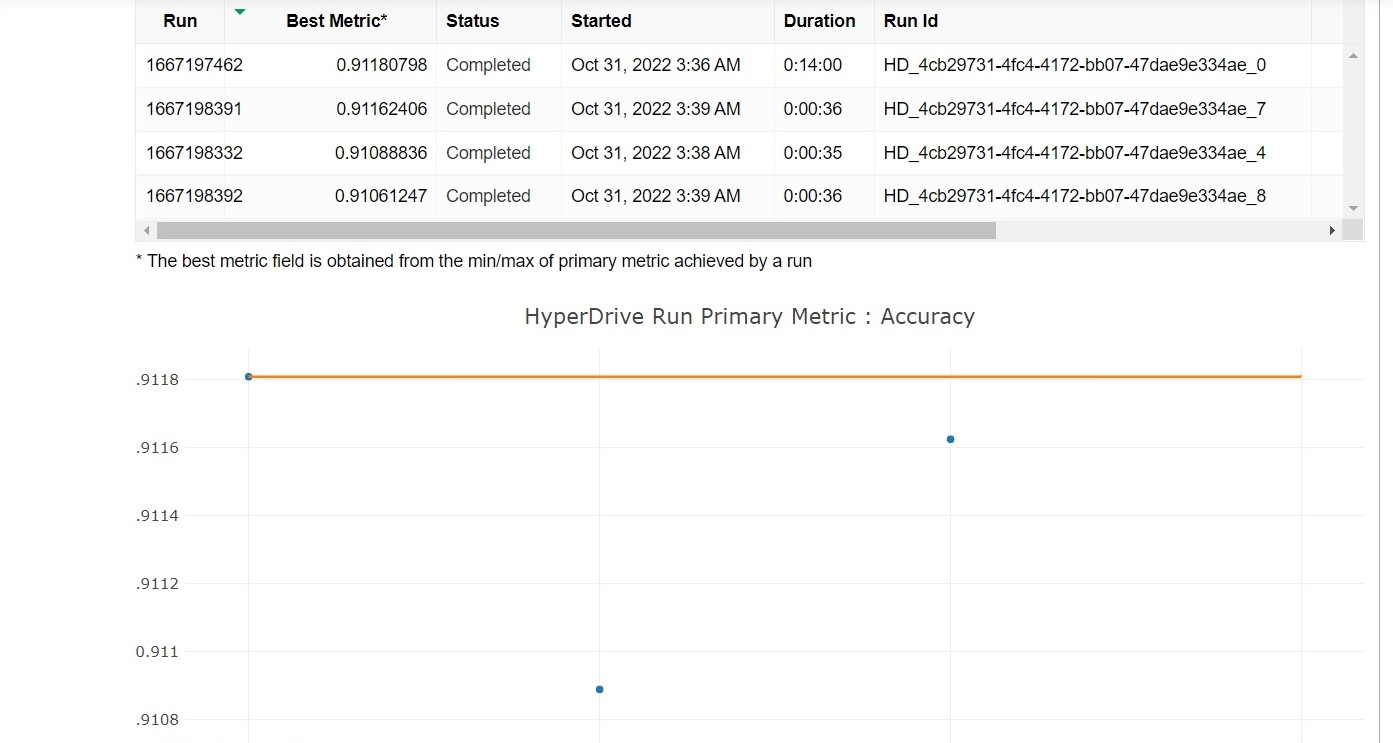 Run Best Metric* Status Started Duration Run Id
1667197462 0.91180798 Completed Oct 31, 2022 3:36 AM 0:14:00 HD_4cb29731-4fc4-4172-bb07-47dae9e334ae_0
1667198391 0.91162406 Completed Oct 31, 2022 3:39 AM 0:00:36 HD_4cb29731-4fc4-4172-bb07-47dae9e334ae_7
1667198332 0.91088836 Completed Oct 31, 2022 3:38 AM 0:00:35 HD_4cb29731-4fc4-4172-bb07-47dae9e334ae_4
1667198392 0.91061247 Completed Oct 31, 2022 3:39 AM 0:00:36 HD_4cb29731-4fc4-4172-bb07-47dae9e334ae_8
* The best metric field is obtained from the min/max of primary metric achieved by a run
HyperDrive Run Primary Metric : Accuracy
.9118
.9116
.9114
.9112
0.911
.9108